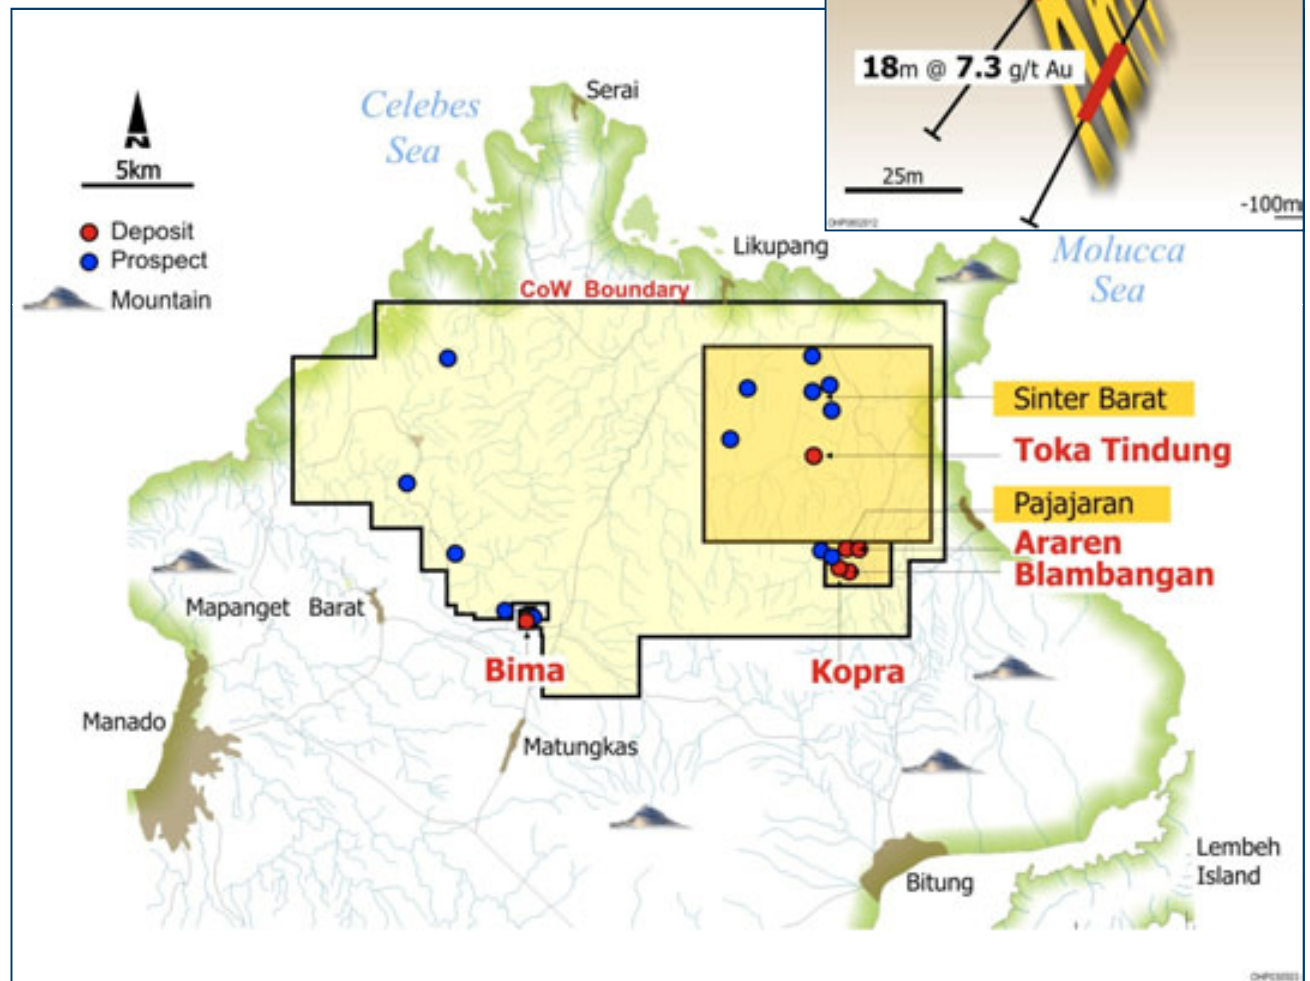 18m @ 7.3 g/t Au
25m
-100m
Celebes
Sea
Serai
N
5km
Deposit
Prospect
Mountain
Likupang
Molucca
Sea
CoW Boundary
Sinter Barat
Toka Tindung
Pajajaran
Araren
Blambangan
Mapanget Barat
Bima
Kopra
Manado
Matungkas
Bitung
Lembeh
Island